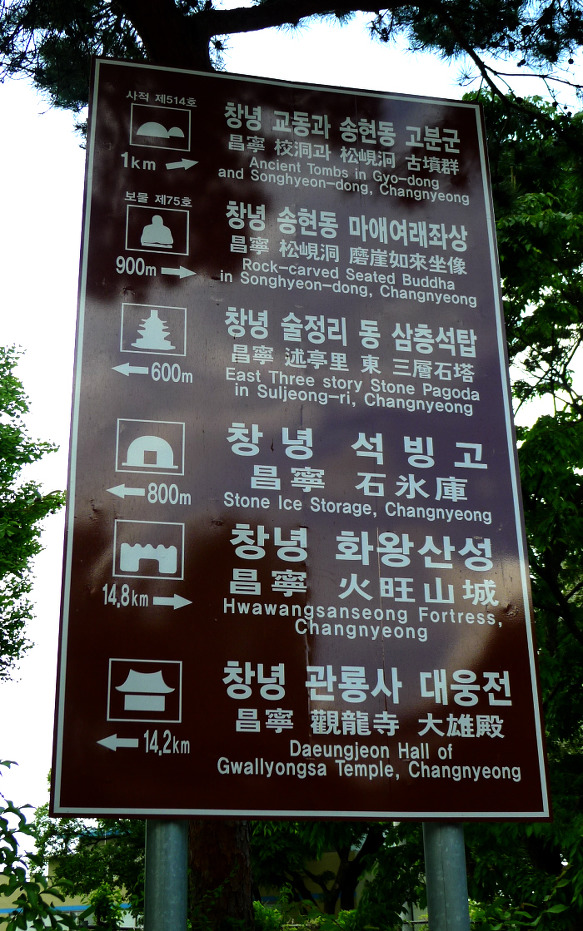 사적 제514호
창녕 교동과 송현동 고분군
昌寧 校洞과 松峴洞 古墳群
1km
Ancient Tombs in Gyo-dong
and Songhyeon-dong, Changnyeong
보물 제75호
창녕 송현동 마애여래좌상
昌寧 松峴洞 磨崖如來坐像
900m
Rock-carved Seated Buddha
in Songhyeon-dong, Changnyeong
창녕 술정리 동 삼층석탑
昌寧 述亭里 東 三層石塔
600m
East Three story Stone Pagoda
in Suljeong-ri, Changnyeong
창녕 석빙고
昌寧 石氷庫
800m
Stone Ice Storage, Changnyeong
창녕 화왕산성
昌寧 火旺山城
14.8km
Hwawangsanseong Fortress,
Changnyeong
창녕 관룡사 대웅전
昌寧 觀龍寺 大雄殿
14.2km
Daeungjeon Hall of
Gwallyongsa Temple, Changnyeong